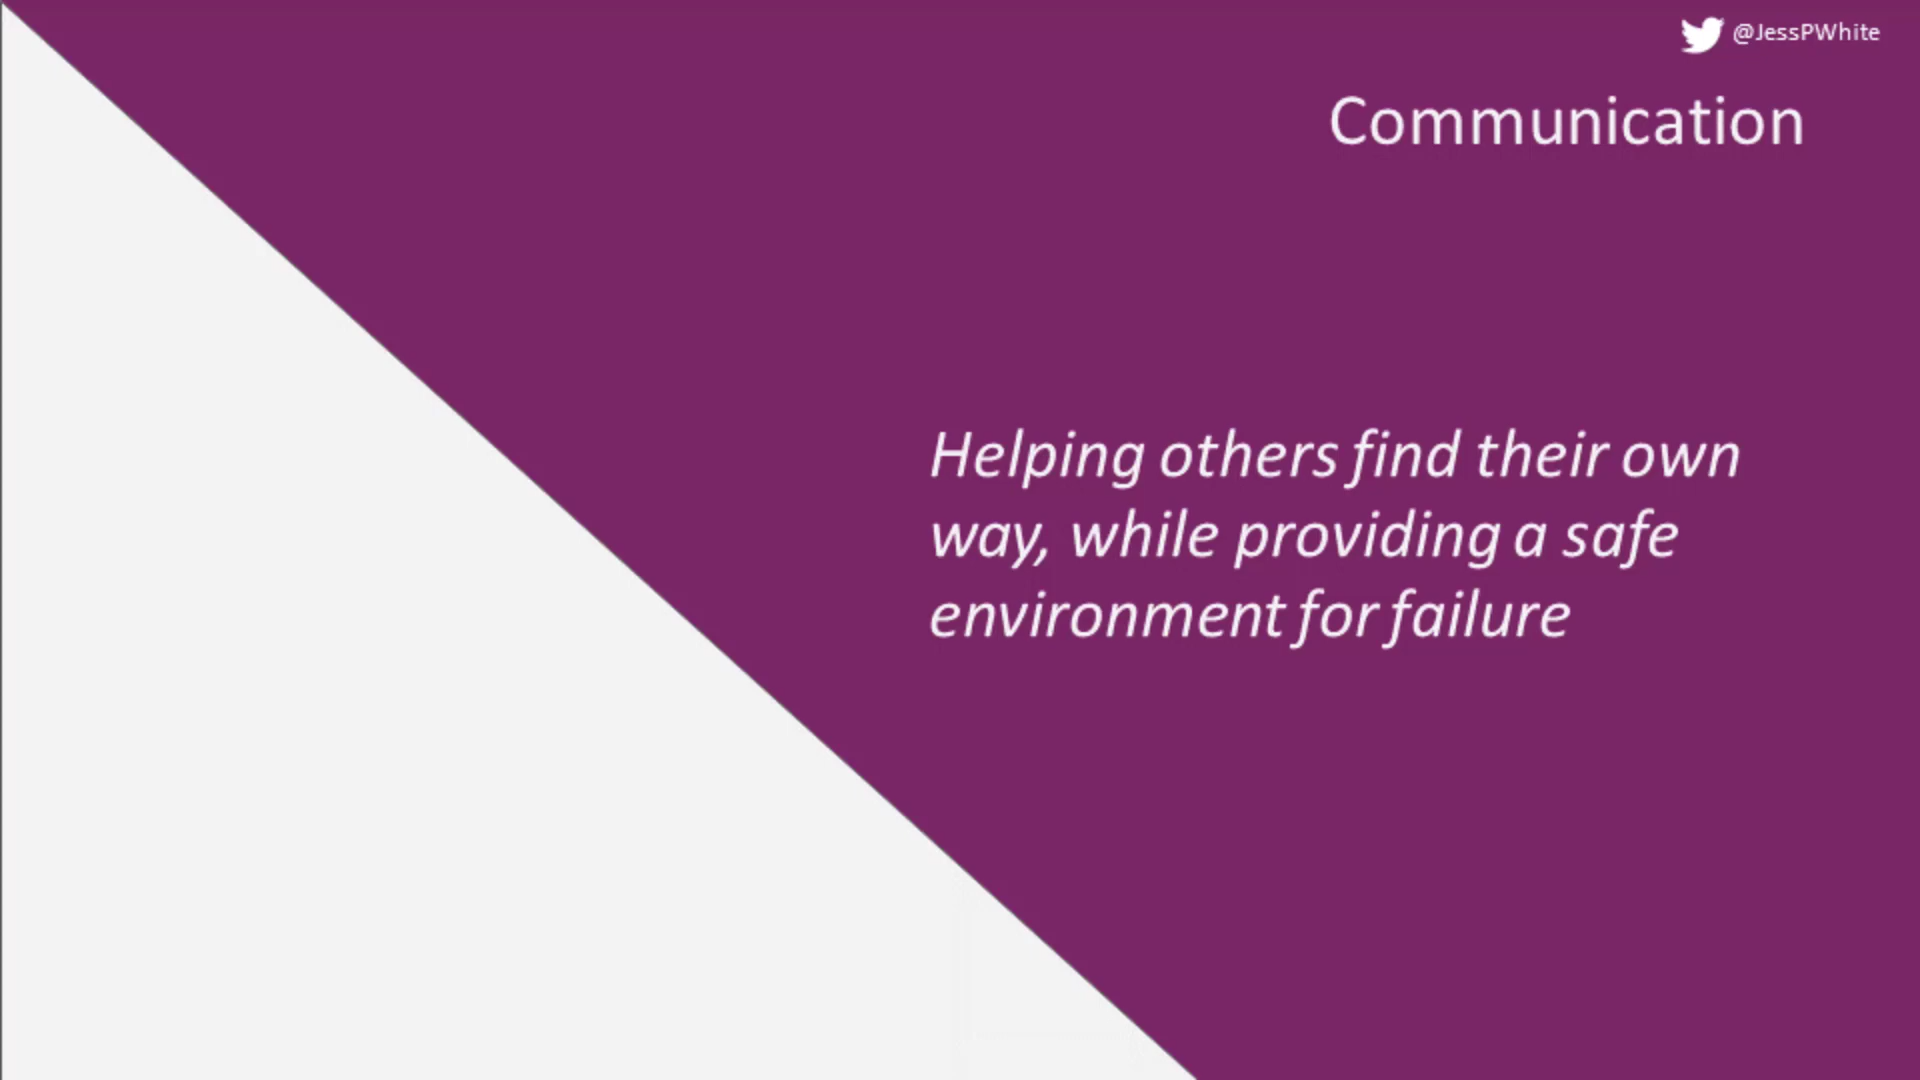 @JessPWhite
Communication
Helping others find their own
way, while providing a safe
environment for failure